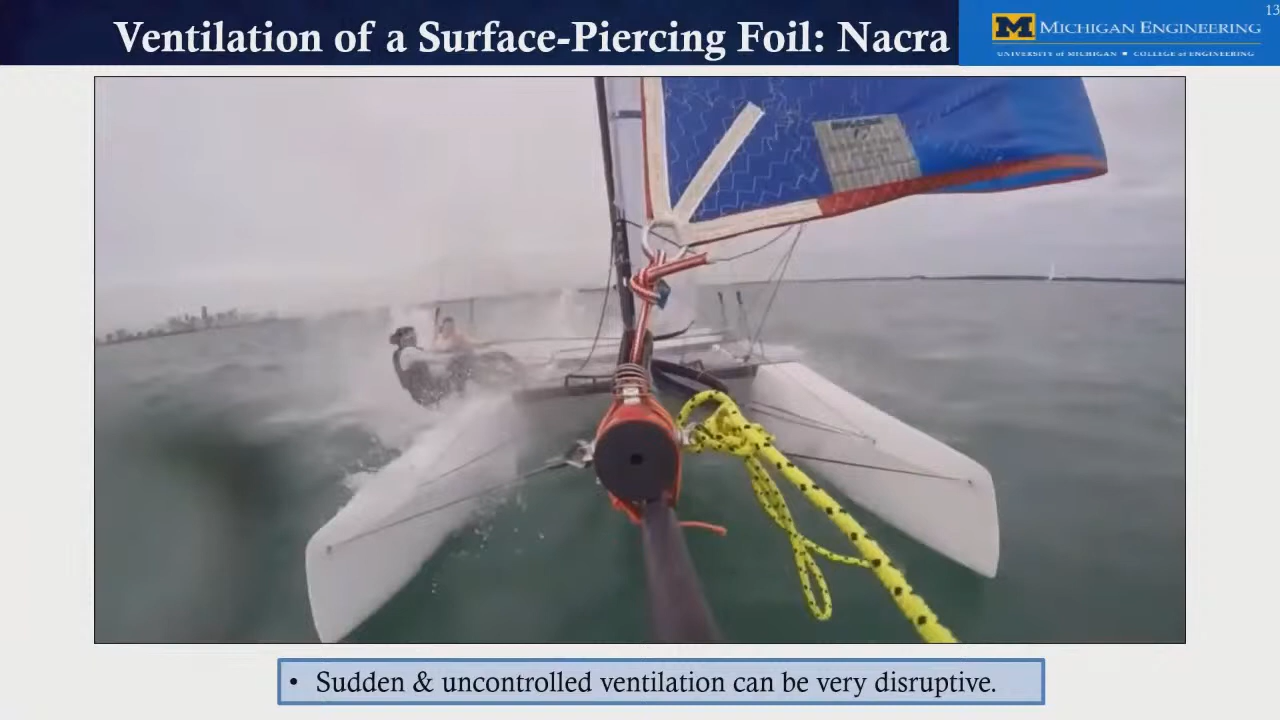 Ventilation of a Surface-Piercing Foil: Nacra
13
M MICHIGAN ENGINEERING
UNIVERSITY of MICHIGAN ▪ COLLEGE of ENGINEERING
• Sudden & uncontrolled ventilation can be very disruptive.